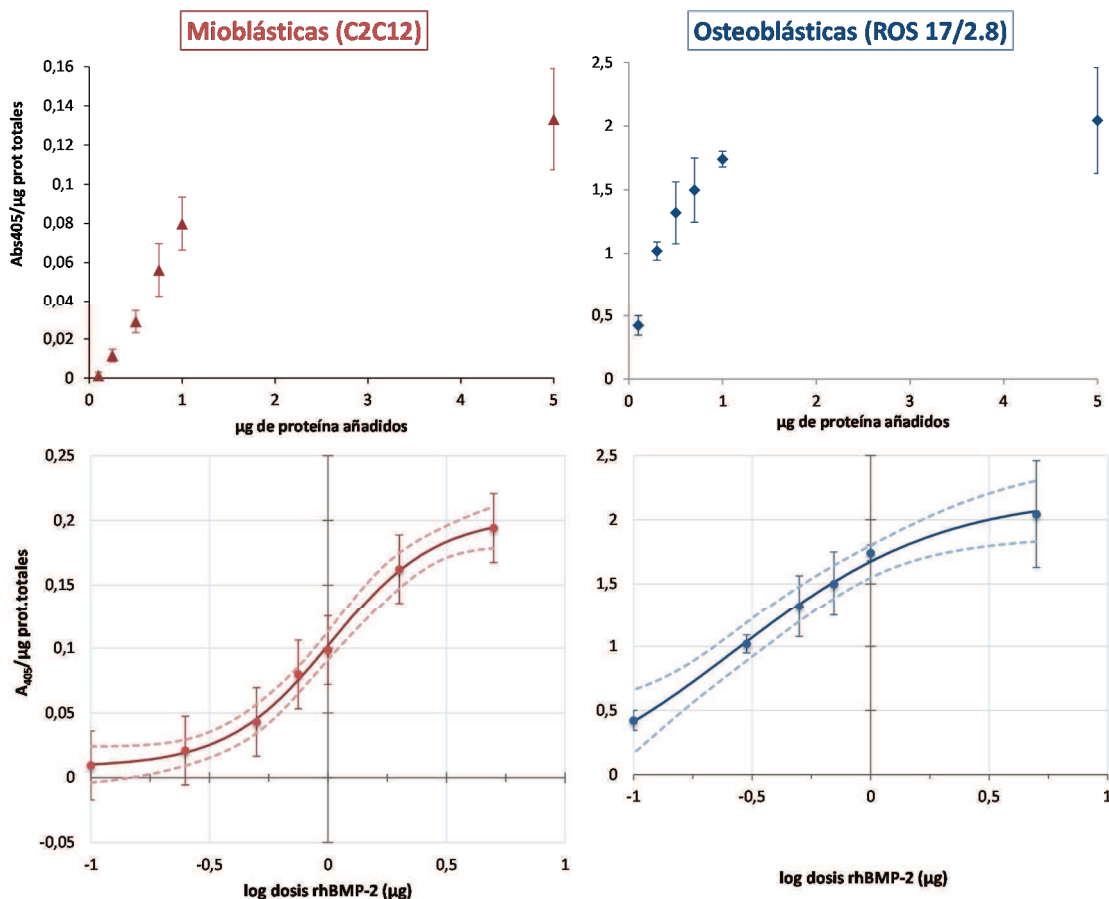 Mioblásticas (C2C12)
Osteoblásticas (ROS 17/2.8)
Abs405/µg prot totales
0,16
0,14
0,12
0,1
0,08
0,06
0,04
0,02
0
0 1 2 3 4 5
µg de proteína añadidos
2,5
2
1,5
1
0,5
0
0 1 2 3 4 5
µg de proteína añadidos
A₄₀₅/µg prot.totales
0,25
0,2
0,15
0,1
0,05
0
-0,05
-1 -0,5 0 0,5 1
log dosis rhBMP-2 (µg)
2,5
2
1,5
1
0,5
0
-1 -0,5 0 0,5 1
log dosis rhBMP-2 (µg)